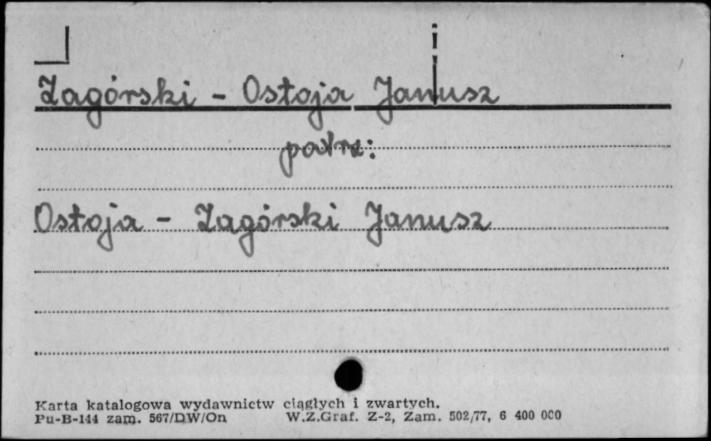 Zagórski - Ostoja Janusz
patrz:
Ostoja - Zagórski Janusz
Karta katalogowa wydawnictw ciągłych i zwartych.
Pu-B-144 zam. 567/DW/On W.Z.Graf. Z-2, Zam. 502/77, 6 400 000